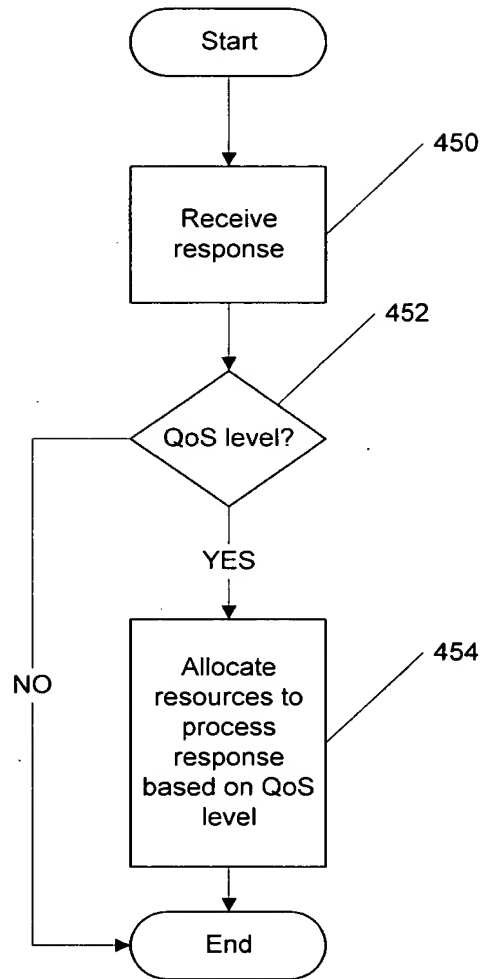 Start
450
Receive
response
452
QoS level?
YES
454
Allocate
resources to
process
response
based on QoS
level
NO
End